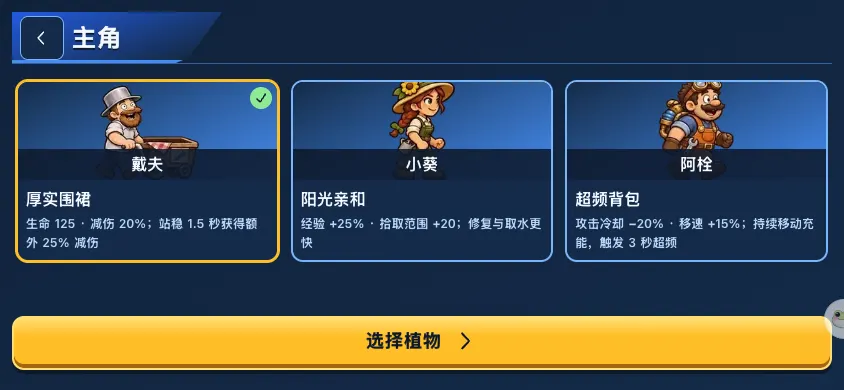 主角
戴夫
厚实围裙
生命 125 · 减伤 20%；站稳 1.5 秒获得额
外 25% 减伤
小葵
阳光亲和
经验 +25% · 拾取范围 +20；修复与取水更
快
阿栓
超频背包
攻击冷却 −20% · 移速 +15%；持续移动充
能，触发 3 秒超频
选择植物